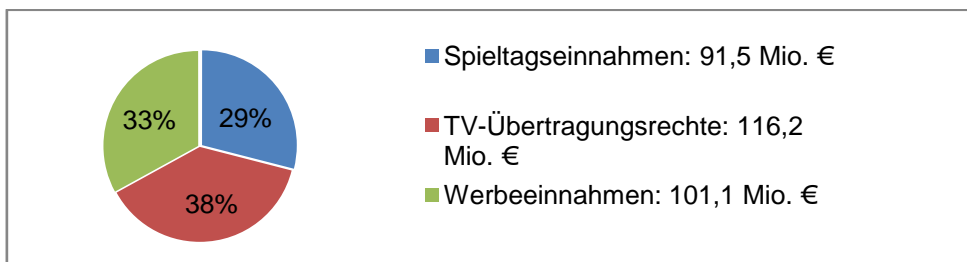 Spieltagseinnahmen: 91,5 Mio. €
33%
29%
TV-Übertragungsrechte: 116,2
Mio. €
38%
Werbeeinnahmen: 101,1 Mio. €